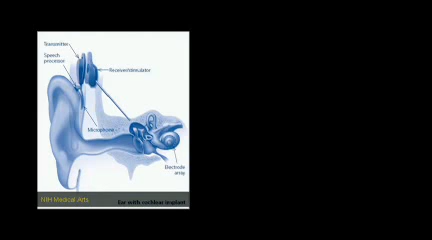 Transmitter
Speech
processor
Receiver/stimulator
Microphone
Electrode
array
NIH Medical Arts
Ear with cochlear implant